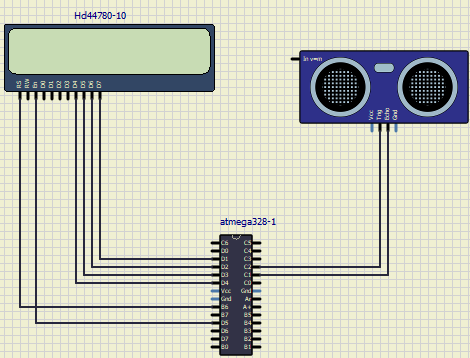 Hd44780-10
RS RW En D0 D1 D2 D3 D4 D5 D6 D7
In v=m
Vcc Trig Echo Gnd
atmega328-1
C6 C5
D0 C4
D1 C3
D2 C2
D3 C1
D4 C0
Vcc Gnd
Gnd Ar
B6 A+
B7 B5
D5 B4
D6 B3
D7 B2
B0 B1